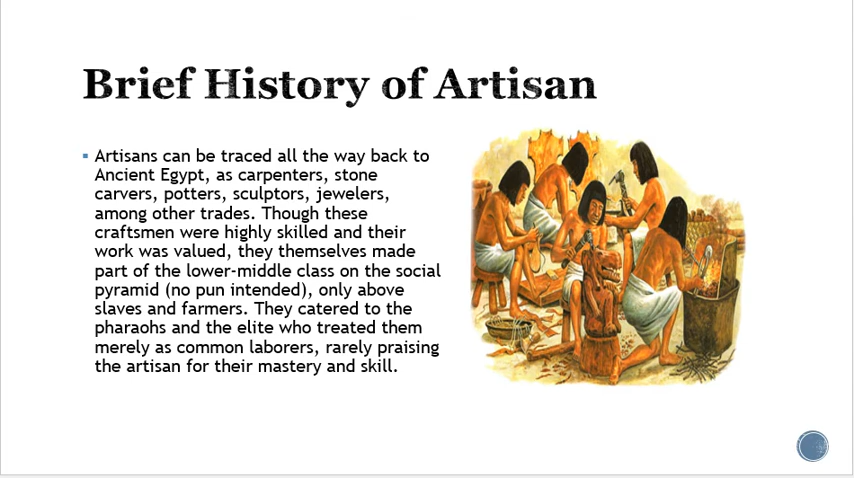 Brief History of Artisan
Artisans can be traced all the way back to
Ancient Egypt, as carpenters, stone
carvers, potters, sculptors, jewelers,
among other trades. Though these
craftsmen were highly skilled and their
work was valued, they themselves made
part of the lower-middle class on the social
pyramid (no pun intended), only above
slaves and farmers. They catered to the
pharaohs and the elite who treated them
merely as common laborers, rarely praising
the artisan for their mastery and skill.